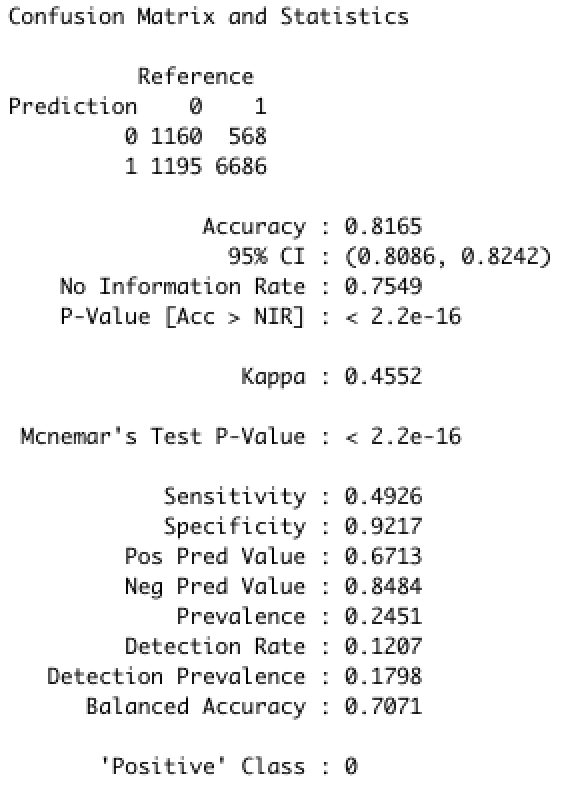 Confusion Matrix and Statistics
Reference
Prediction 0 1
0 1160 568
1 1195 6686
Accuracy : 0.8165
95% CI : (0.8086, 0.8242)
No Information Rate : 0.7549
P-Value [Acc > NIR] : < 2.2e-16
Kappa : 0.4552
Mcnemar's Test P-Value : < 2.2e-16
Sensitivity : 0.4926
Specificity : 0.9217
Pos Pred Value : 0.6713
Neg Pred Value : 0.8484
Prevalence : 0.2451
Detection Rate : 0.1207
Detection Prevalence : 0.1798
Balanced Accuracy : 0.7071
'Positive' Class : 0